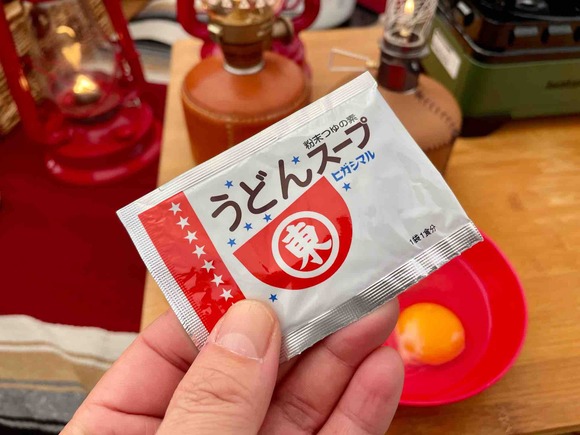 粉末つゆの素
うどんスープ
ヒガシマル
東
1袋1食分